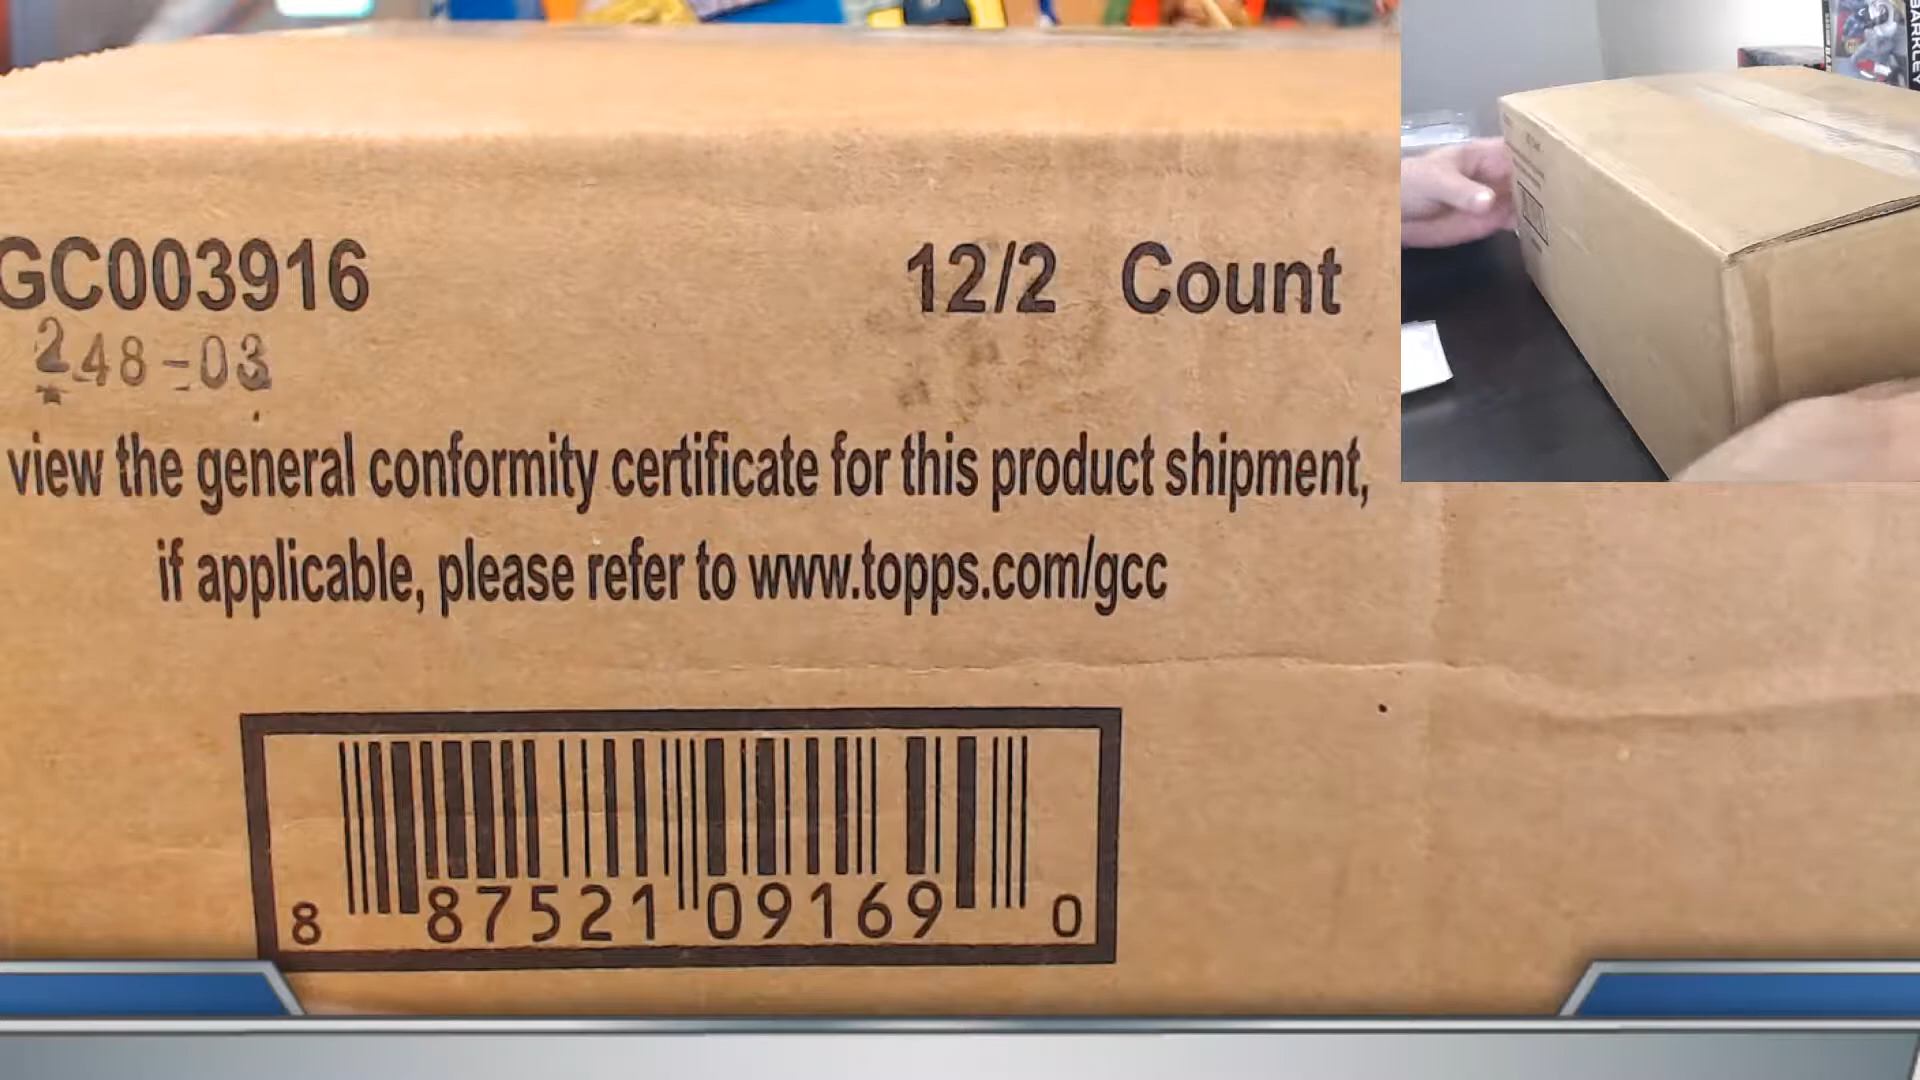 GC003916
12/2 Count
248-03
view the general conformity certificate for this product shipment,
if applicable, please refer to www.topps.com/gcc
8 87521 09169 0
BARKLEY